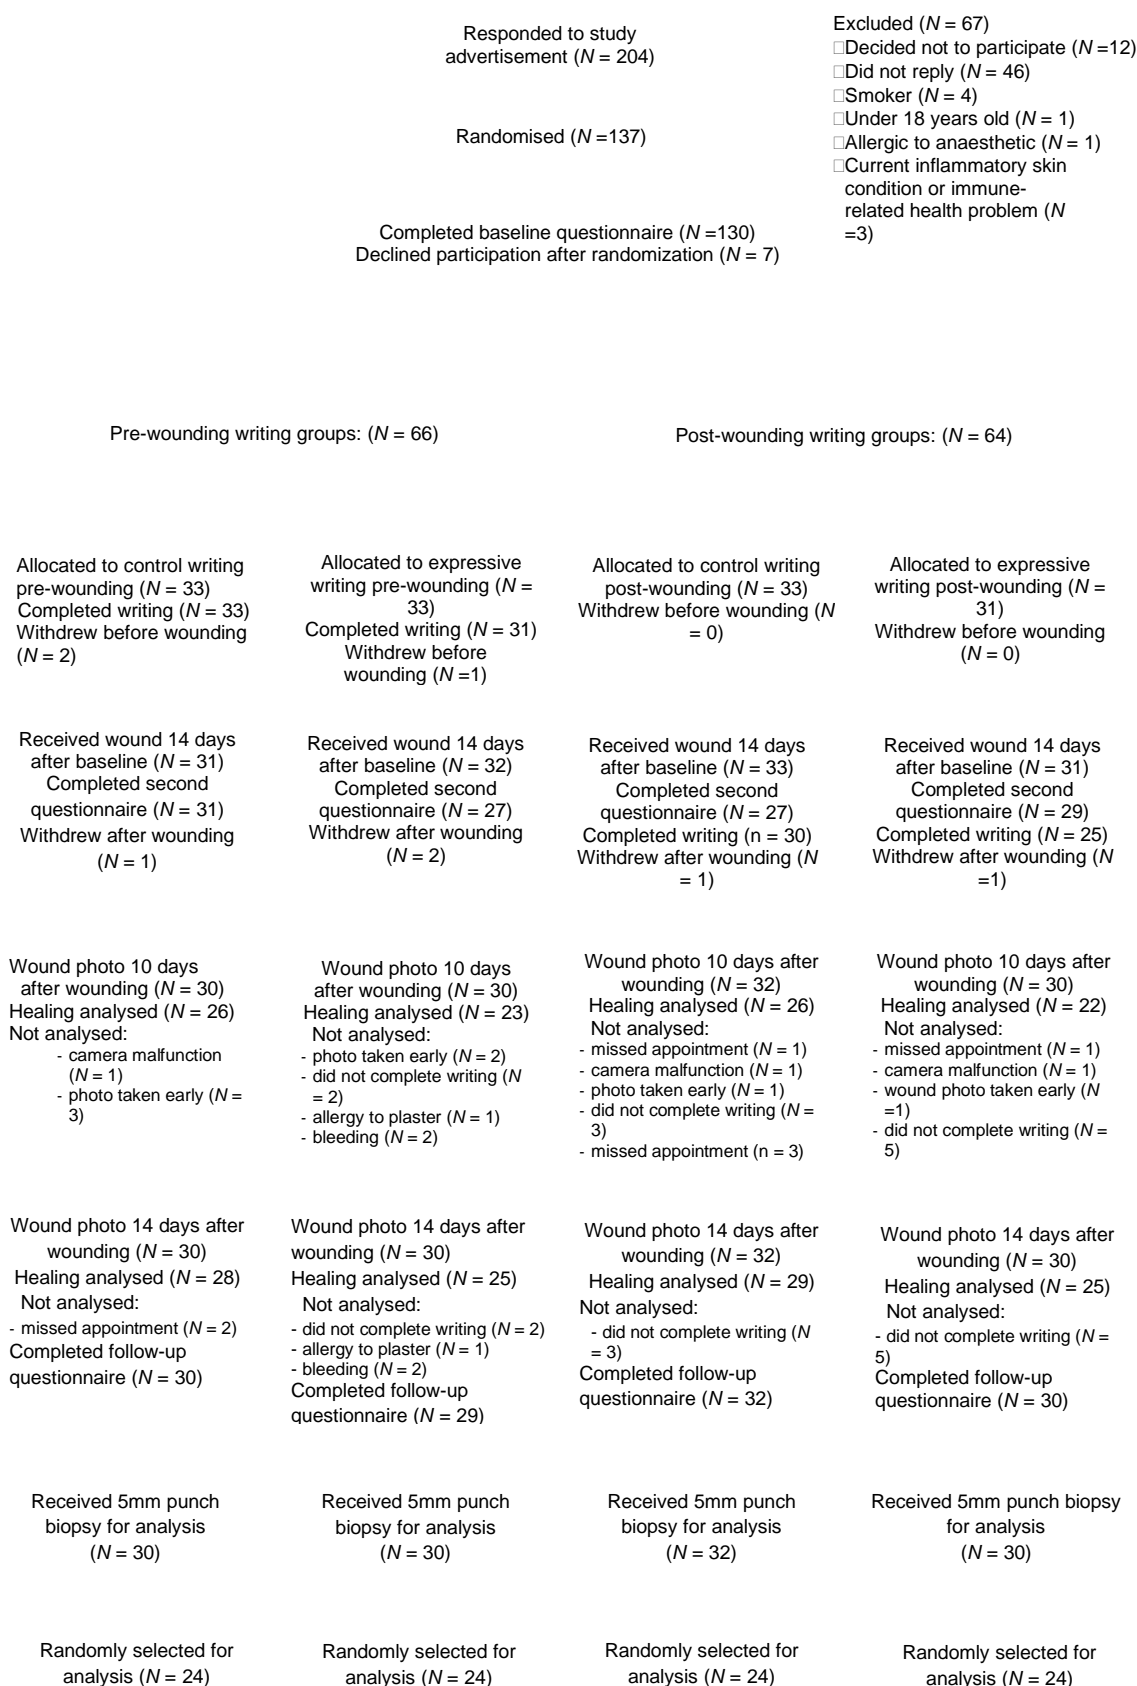 Responded to study
advertisement (N = 204)
Excluded (N = 67)
□Decided not to participate (N =12)
□Did not reply (N = 46)
□Smoker (N = 4)
□Under 18 years old (N = 1)
□Allergic to anaesthetic (N = 1)
□Current inflammatory skin
condition or immune-
related health problem (N
=3)
Randomised (N =137)
Completed baseline questionnaire (N =130)
Declined participation after randomization (N = 7)
Pre-wounding writing groups: (N = 66)
Post-wounding writing groups: (N = 64)
Allocated to control writing
pre-wounding (N = 33)
Completed writing (N = 33)
Withdrew before wounding
(N = 2)
Allocated to expressive
writing pre-wounding (N =
33)
Completed writing (N = 31)
Withdrew before
wounding (N =1)
Allocated to control writing
post-wounding (N = 33)
Withdrew before wounding (N
= 0)
Allocated to expressive
writing post-wounding (N =
31)
Withdrew before wounding
(N = 0)
Received wound 14 days
after baseline (N = 31)
Completed second
questionnaire (N = 31)
Withdrew after wounding
(N = 1)
Received wound 14 days
after baseline (N = 32)
Completed second
questionnaire (N = 27)
Withdrew after wounding
(N = 2)
Received wound 14 days
after baseline (N = 33)
Completed second
questionnaire (N = 27)
Completed writing (n = 30)
Withdrew after wounding (N
= 1)
Received wound 14 days
after baseline (N = 31)
Completed second
questionnaire (N = 29)
Completed writing (N = 25)
Withdrew after wounding (N
=1)
Wound photo 10 days
after wounding (N = 30)
Healing analysed (N = 26)
Not analysed:
- camera malfunction
(N = 1)
- photo taken early (N =
3)
Wound photo 10 days
after wounding (N = 30)
Healing analysed (N = 23)
Not analysed:
- photo taken early (N = 2)
- did not complete writing (N
= 2)
- allergy to plaster (N = 1)
- bleeding (N = 2)
Wound photo 10 days after
wounding (N = 32)
Healing analysed (N = 26)
Not analysed:
- missed appointment (N = 1)
- camera malfunction (N = 1)
- photo taken early (N = 1)
- did not complete writing (N =
3)
- missed appointment (n = 3)
Wound photo 10 days after
wounding (N = 30)
Healing analysed (N = 22)
Not analysed:
- missed appointment (N = 1)
- camera malfunction (N = 1)
- wound photo taken early (N
=1)
- did not complete writing (N =
5)
Wound photo 14 days after
wounding (N = 30)
Healing analysed (N = 28)
Not analysed:
- missed appointment (N = 2)
Completed follow-up
questionnaire (N = 30)
Wound photo 14 days after
wounding (N = 30)
Healing analysed (N = 25)
Not analysed:
- did not complete writing (N = 2)
- allergy to plaster (N = 1)
- bleeding (N = 2)
Completed follow-up
questionnaire (N = 29)
Wound photo 14 days after
wounding (N = 32)
Healing analysed (N = 29)
Not analysed:
- did not complete writing (N
= 3)
Completed follow-up
questionnaire (N = 32)
Wound photo 14 days after
wounding (N = 30)
Healing analysed (N = 25)
Not analysed:
- did not complete writing (N =
5)
Completed follow-up
questionnaire (N = 30)
Received 5mm punch
biopsy for analysis
(N = 30)
Received 5mm punch
biopsy for analysis
(N = 30)
Received 5mm punch
biopsy for analysis
(N = 32)
Received 5mm punch biopsy
for analysis
(N = 30)
Randomly selected for
analysis (N = 24)
Randomly selected for
analysis (N = 24)
Randomly selected for
analysis (N = 24)
Randomly selected for
analysis (N = 24)